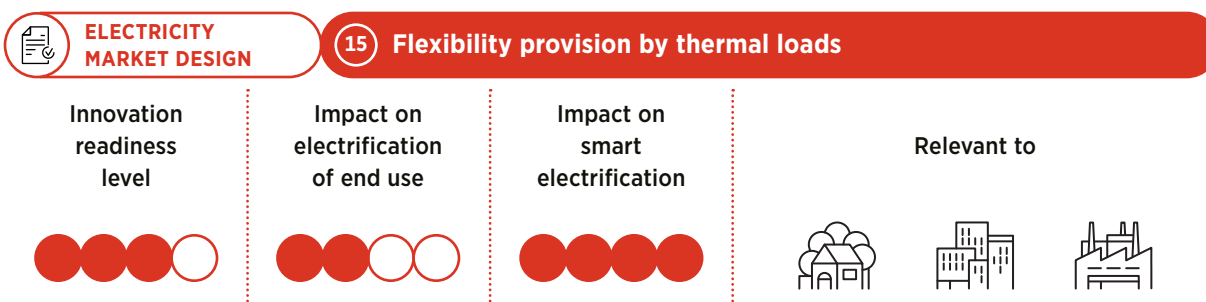 ELECTRICITY
MARKET DESIGN
15 Flexibility provision by thermal loads
Innovation
readiness
level
Impact on
electrification
of end use
Impact on
smart
electrification
Relevant to